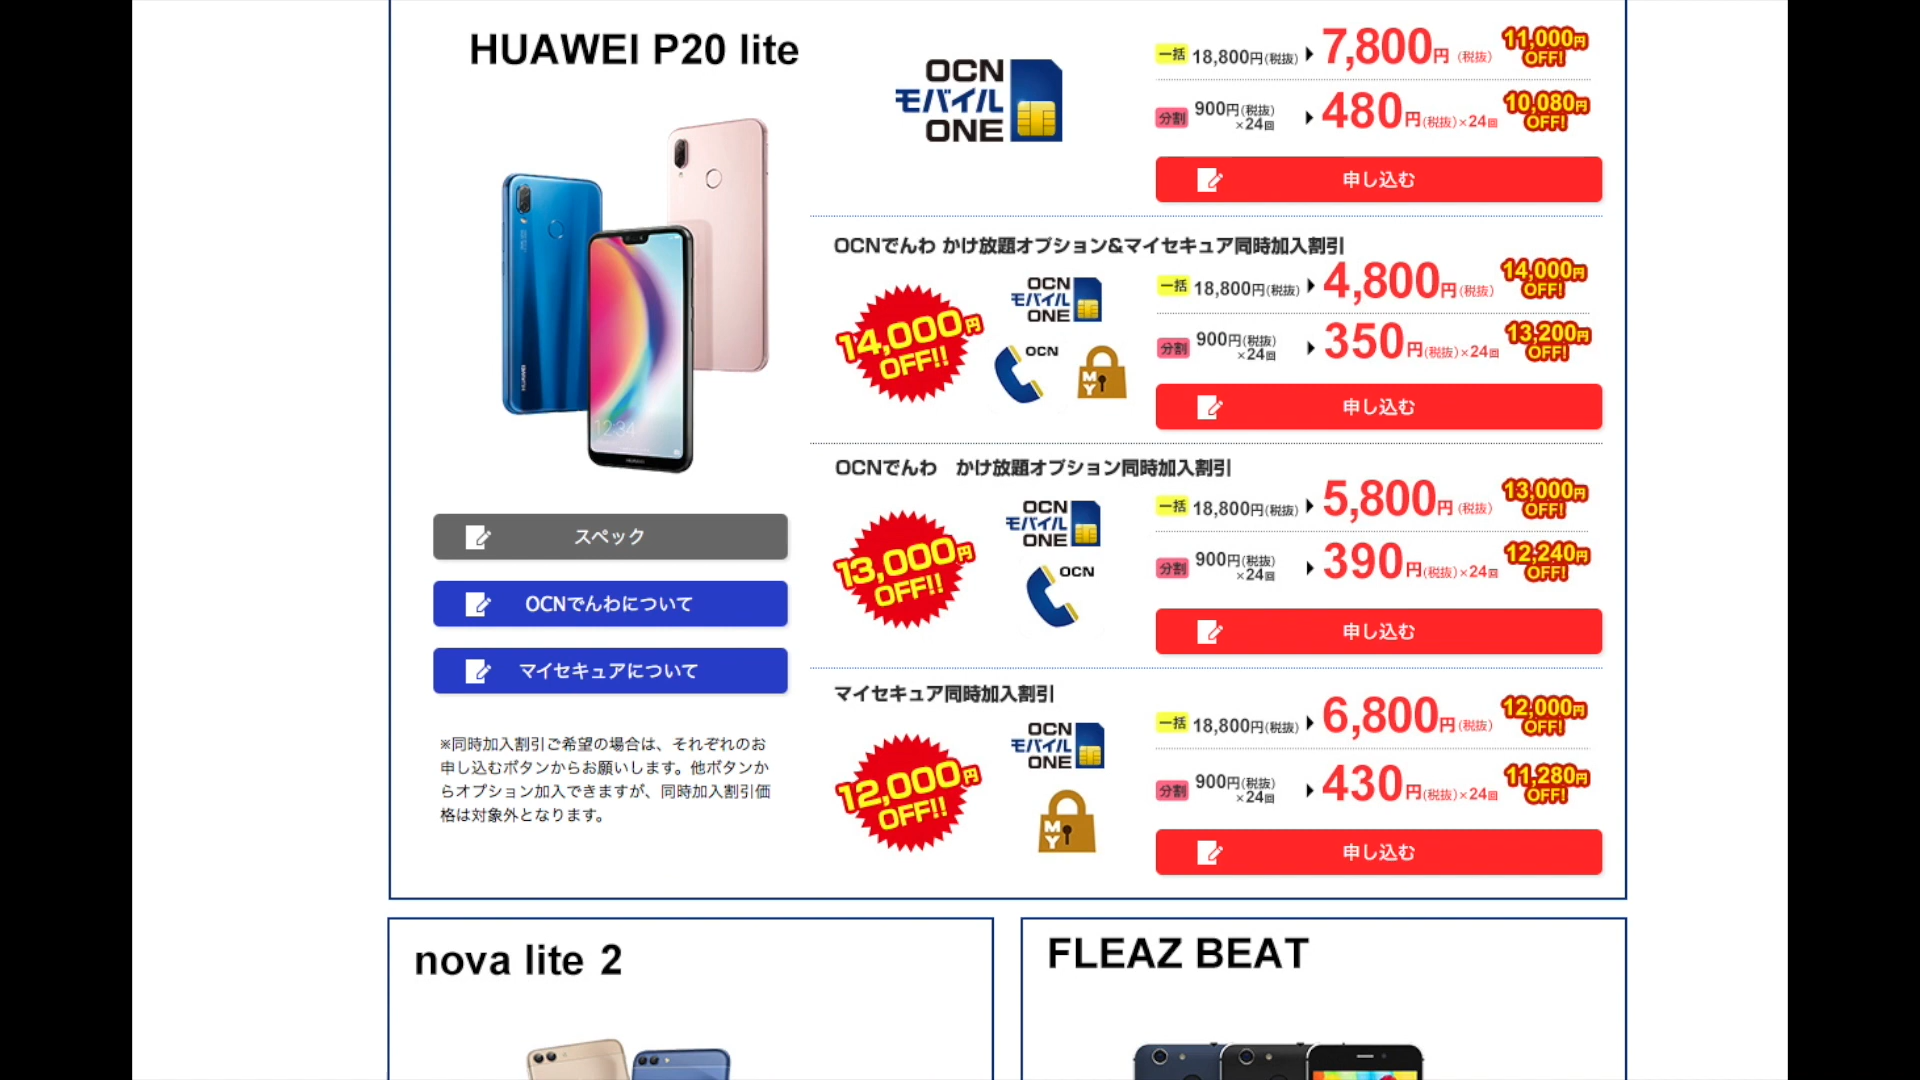 HUAWEI P20 lite
OCN
モバイル
ONE
一括 18,800円(税抜) 7,800円 (税抜) 11,000円 OFF!
分割 900円(税抜)×24回 480円(税抜)×24回 10,080円 OFF!
申し込む
OCNでんわ かけ放題オプション&マイセキュア同時加入割引
14,000円
OFF!!
OCN
モバイル
ONE
OCN
MY
一括 18,800円(税抜) 4,800円(税抜) 14,000円 OFF!
分割 900円(税抜)×24回 350円(税抜)×24回 13,200円 OFF!
申し込む
OCNでんわ かけ放題オプション同時加入割引
13,000円
OFF!!
OCN
モバイル
ONE
OCN
一括 18,800円(税抜) 5,800円 (税抜) 13,000円 OFF!
分割 900円(税抜)×24回 390円(税抜)×24回 12,240円 OFF!
申し込む
マイセキュア同時加入割引
12,000円
OFF!!
OCN
モバイル
ONE
MY
一括 18,800円(税抜) 6,800円(税抜) 12,000円 OFF!
分割 900円(税抜)×24回 430円(税抜)×24回 11,280円 OFF!
申し込む
12:34
HUAWEI
スペック
OCNでんわについて
マイセキュアについて
※同時加入割引ご希望の場合は、それぞれのお
申し込むボタンからお願いします。他ボタンか
らオプション加入できますが、同時加入割引価
格は対象外となります。
nova lite 2
FLEAZ BEAT